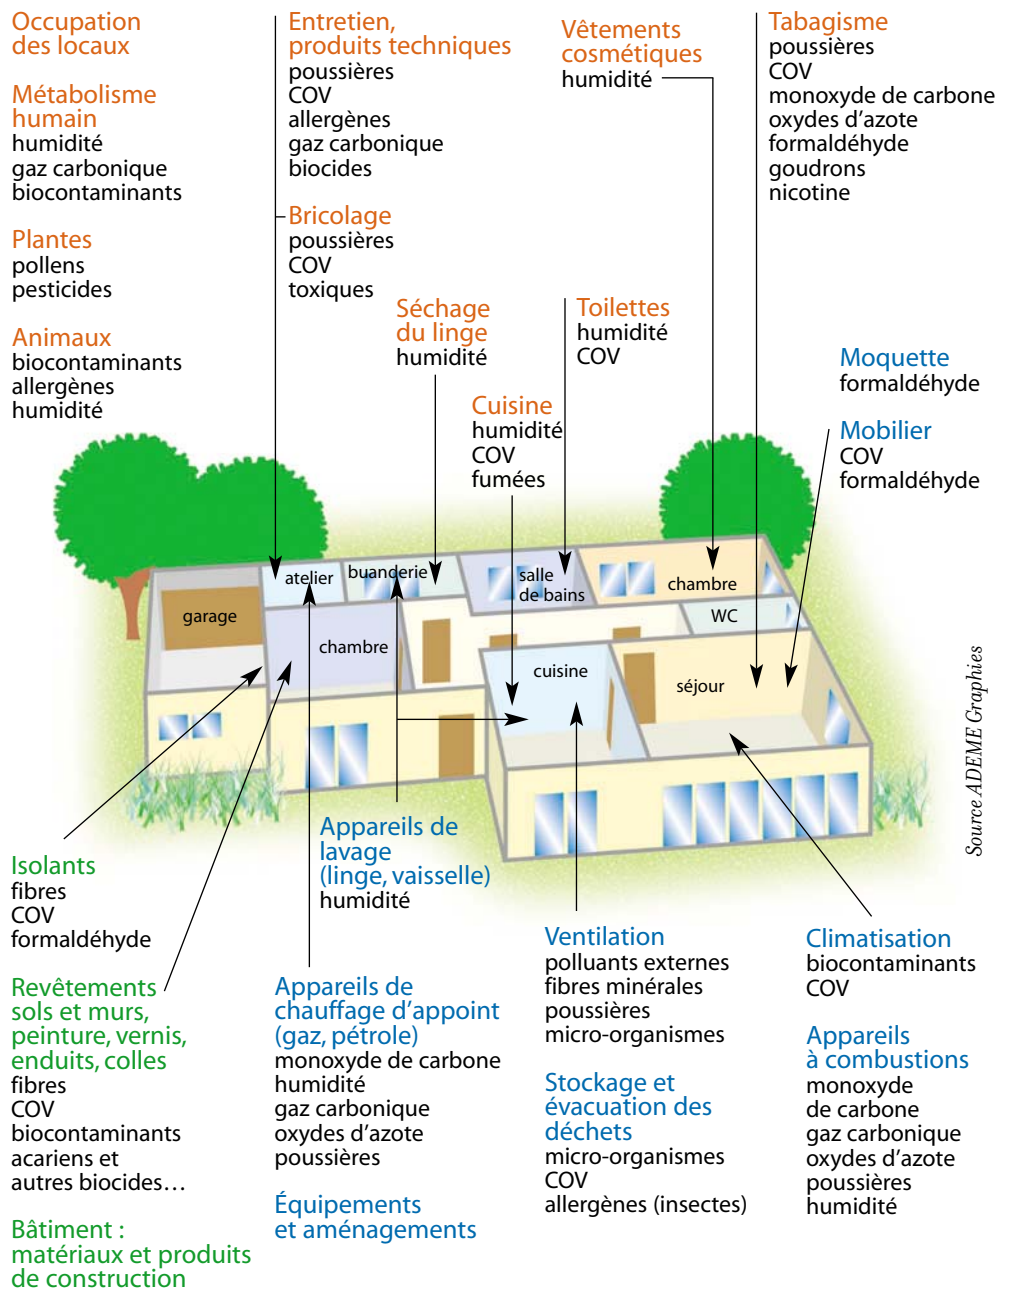 Occupation
des locaux
Métabolisme
humain
humidité
gaz carbonique
biocontaminants
Plantes
pollens
pesticides
Animaux
biocontaminants
allergènes
humidité
Entretien,
produits techniques
poussières
COV
allergènes
gaz carbonique
biocides
Bricolage
poussières
COV
toxiques
Séchage
du linge
humidité
Cuisine
humidité
COV
fumées
Vêtements
cosmétiques
humidité
Toilettes
humidité
COV
Tabagisme
poussières
COV
monoxyde de carbone
oxydes d'azote
formaldéhyde
goudrons
nicotine
Moquette
formaldéhyde
Mobilier
COV
formaldéhyde
garage
atelier
buanderie
chambre
salle
de bains
chambre
WC
cuisine
séjour
Source ADEME Graphies
Isolants
fibres
COV
formaldéhyde
Revêtements
sols et murs,
peinture, vernis,
enduits, colles
fibres
COV
biocontaminants
acariens et
autres biocides…
Bâtiment :
matériaux et produits
de construction
Appareils de
lavage
(linge, vaisselle)
humidité
Appareils de
chauffage d'appoint
(gaz, pétrole)
monoxyde de carbone
humidité
gaz carbonique
oxydes d'azote
poussières
Équipements
et aménagements
Ventilation
polluants externes
fibres minérales
poussières
micro-organismes
Stockage et
évacuation des
déchets
micro-organismes
COV
allergènes (insectes)
Climatisation
biocontaminants
COV
Appareils
à combustions
monoxyde
de carbone
gaz carbonique
oxydes d'azote
poussières
humidité